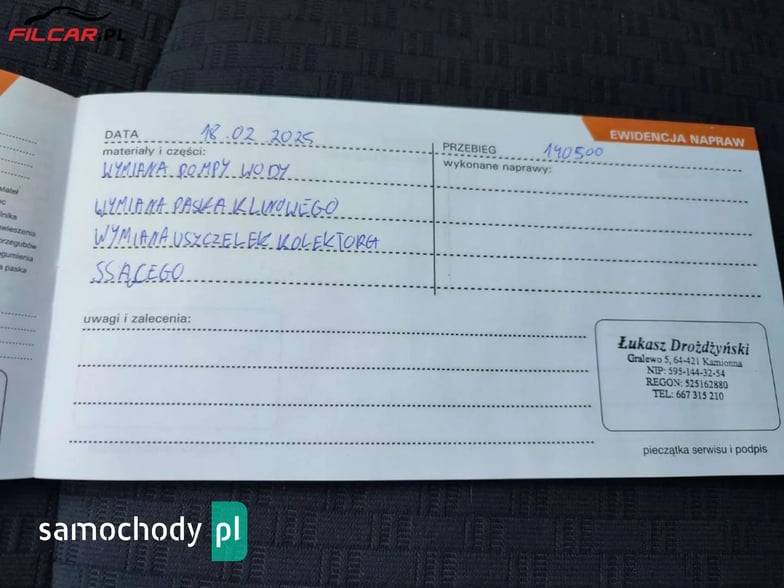 FILCAR.PL
EWIDENCJA NAPRAW
DATA 18.02 2025
PRZEBIEG 140500
materiały i części:
wykonane naprawy:
WYMIANA POMPY WODY
WYMIANA PASKA KLINOWEGO
WYMIANA USZCZELEK KOLEKTORA
SSĄCEGO
uwagi i zalecenia:
Łukasz Drożdżyński
Gralewo 5, 64-421 Kamionna
NIP: 595-144-32-54
REGON: 525162880
TEL: 667 315 210
pieczątka serwisu i podpis
samochody pl